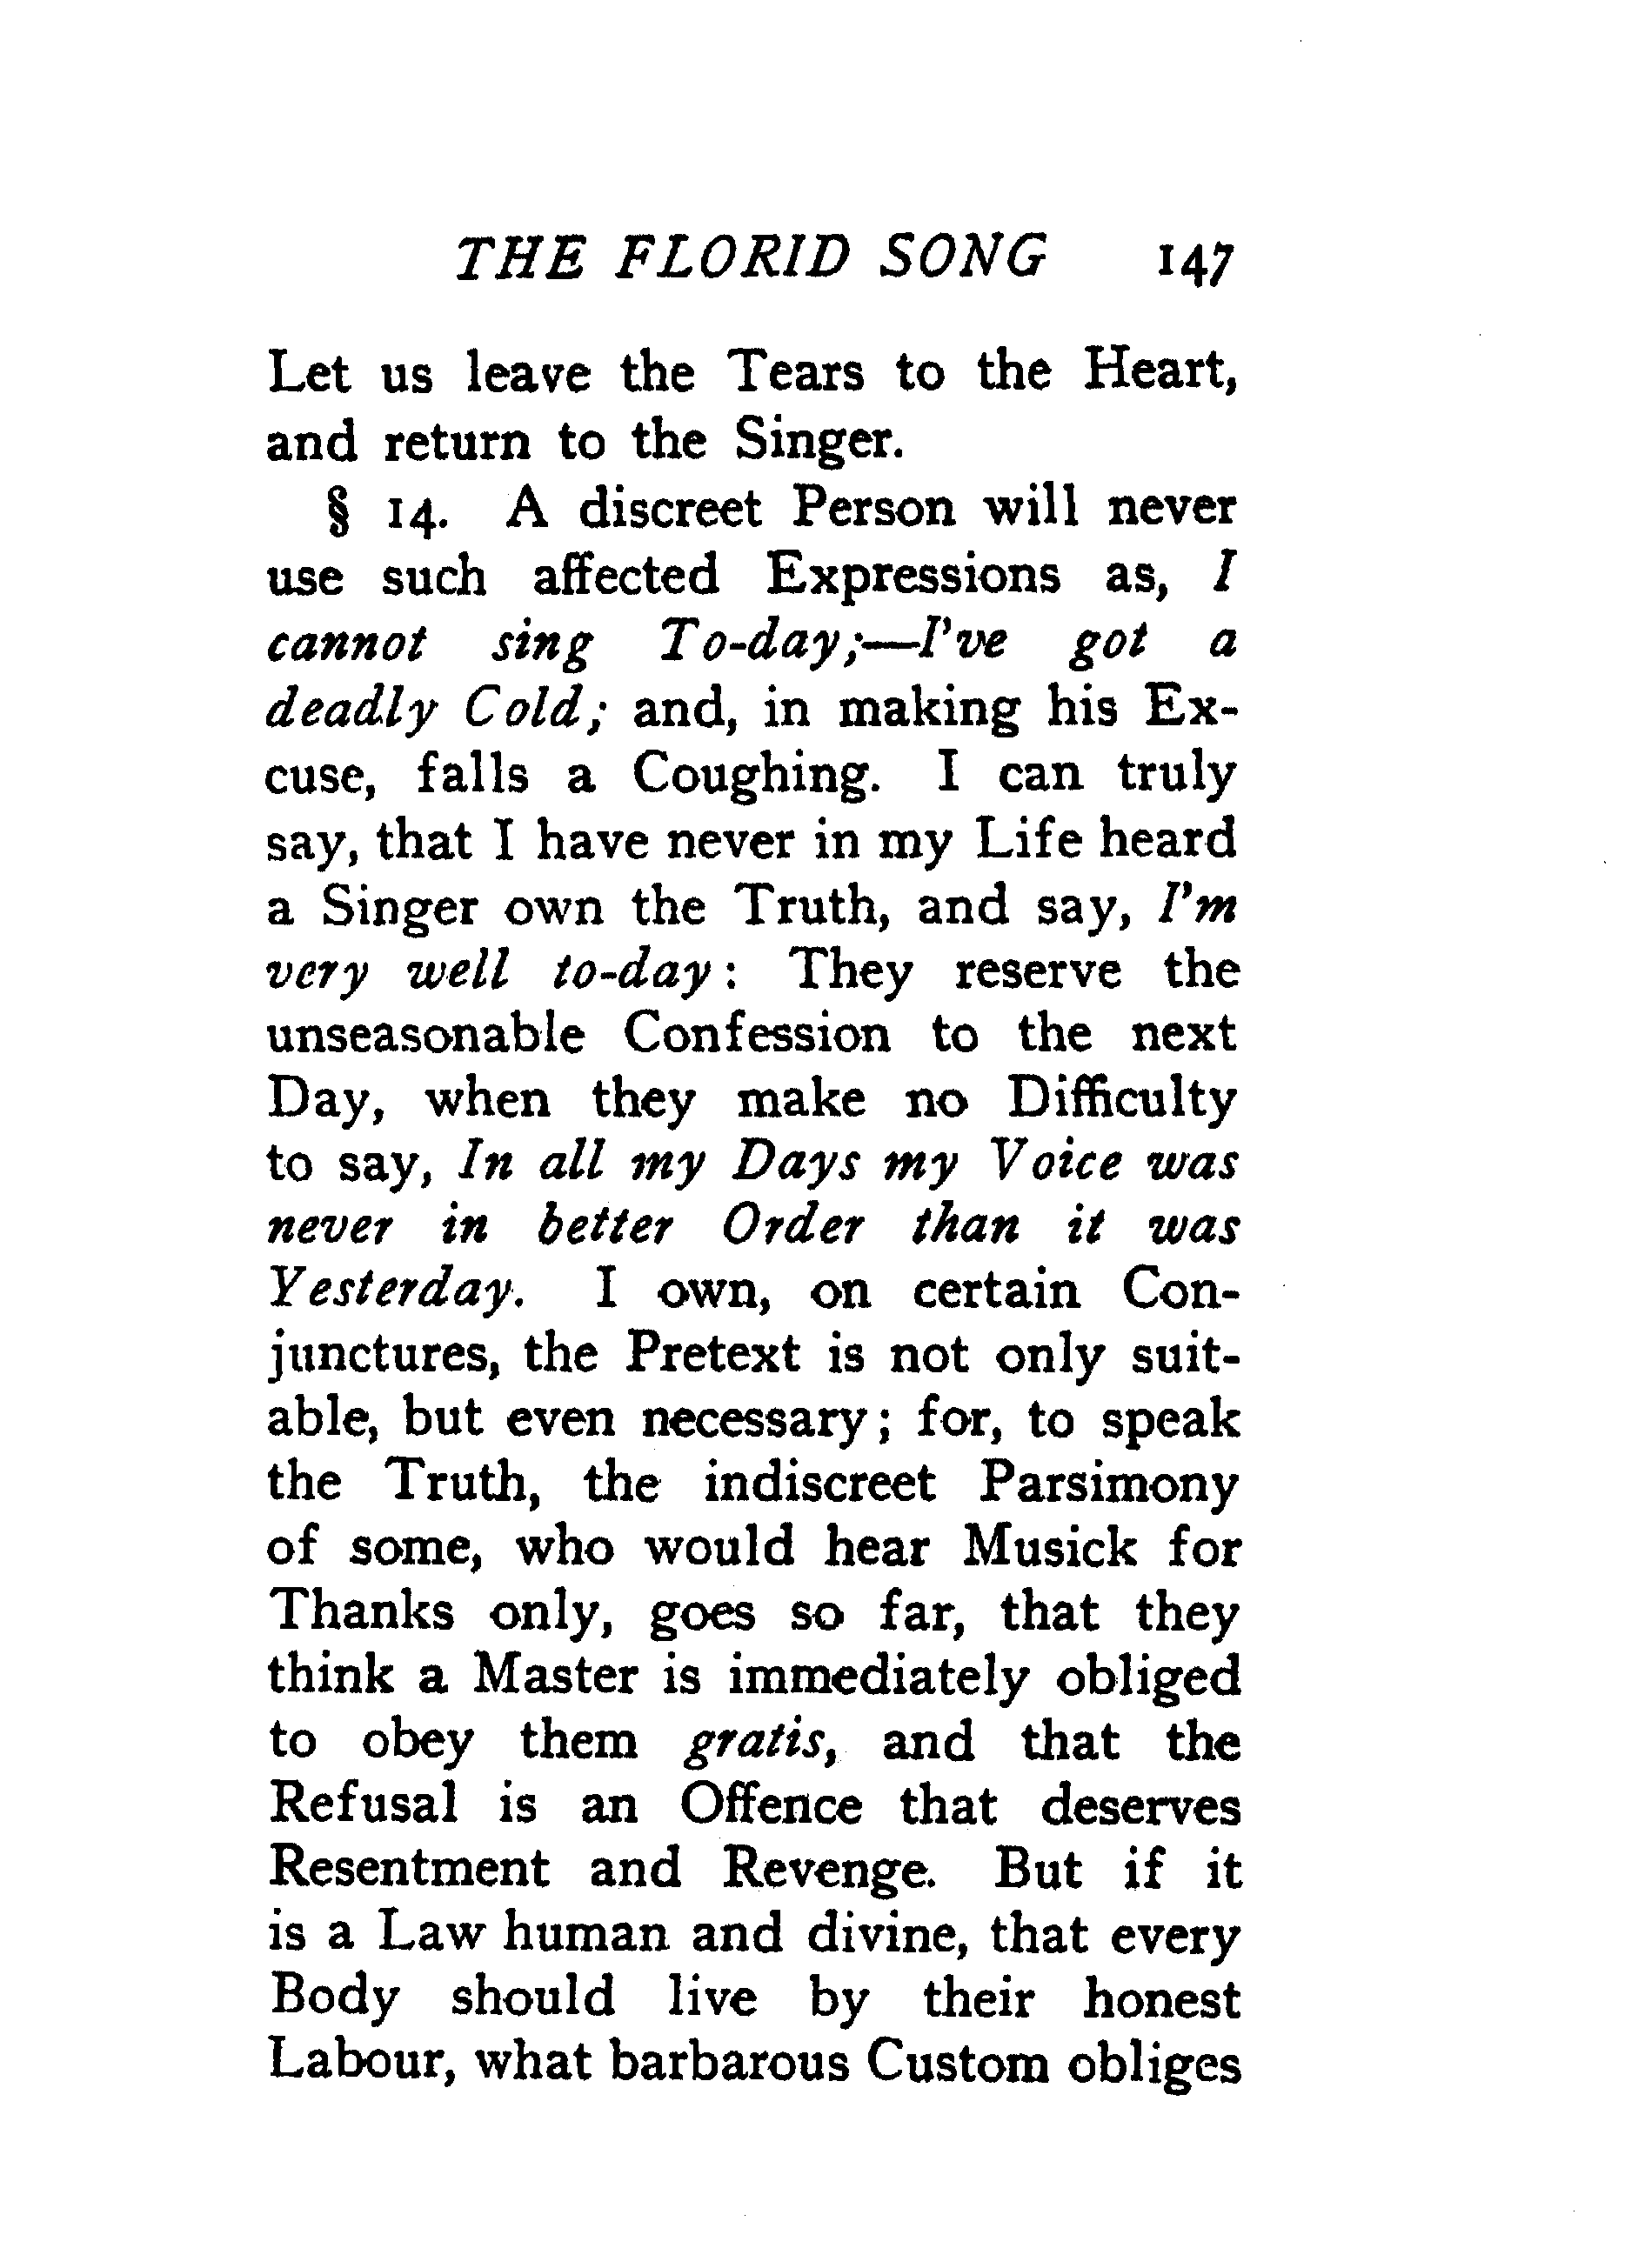 THE FLORID SONG 147
Let us leave the Tears to the Heart,
and return to the Singer.
§ 14. A discreet Person will never
use such affected Expressions as, I
cannot sing To-day;—I've got a
deadly Cold; and, in making his Ex-
cuse, falls a Coughing. I can truly
say, that I have never in my Life heard
a Singer own the Truth, and say, I'm
very well to-day: They reserve the
unseasonable Confession to the next
Day, when they make no Difficulty
to say, In all my Days my Voice was
never in better Order than it was
Yesterday. I own, on certain Con-
junctures, the Pretext is not only suit-
able, but even necessary; for, to speak
the Truth, the indiscreet Parsimony
of some, who would hear Musick for
Thanks only, goes so far, that they
think a Master is immediately obliged
to obey them gratis, and that the
Refusal is an Offence that deserves
Resentment and Revenge. But if it
is a Law human and divine, that every
Body should live by their honest
Labour, what barbarous Custom obliges